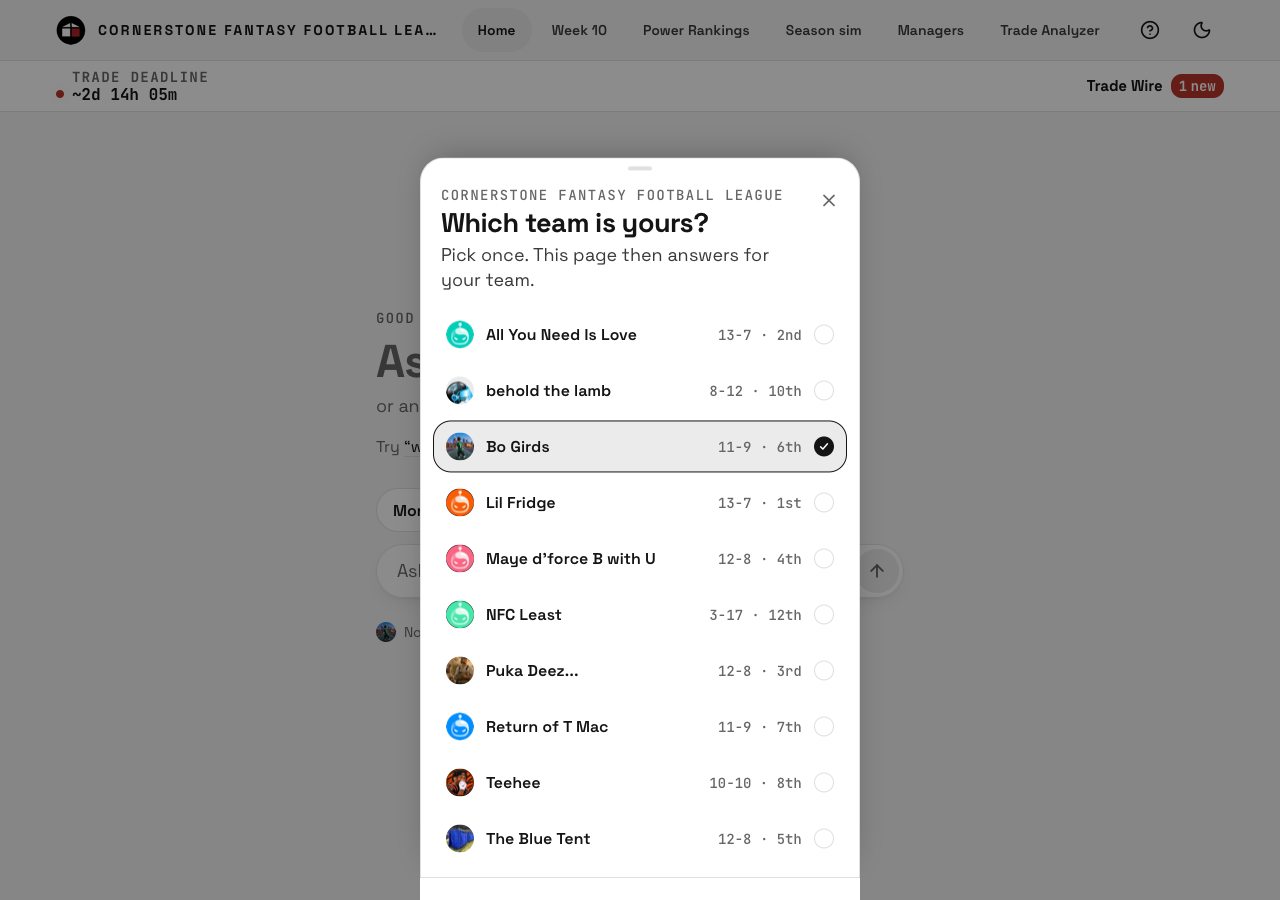 CORNERSTONE FANTASY FOOTBALL LEA…
Home
Week 10
Power Rankings
Season sim
Managers
Trade Analyzer
TRADE DEADLINE
~2d 14h 05m
Trade Wire
1 new
CORNERSTONE FANTASY FOOTBALL LEAGUE
Which team is yours?
Pick once. This page then answers for
your team.
All You Need Is Love 13-7 · 2nd
behold the lamb 8-12 · 10th
Bo Girds 11-9 · 6th
Lil Fridge 13-7 · 1st
Maye d’force B with U 12-8 · 4th
NFC Least 3-17 · 12th
Puka Deez... 12-8 · 3rd
Return of T Mac 11-9 · 7th
Teehee 10-10 · 8th
The Blue Tent 12-8 · 5th
GOOD
or an
Try